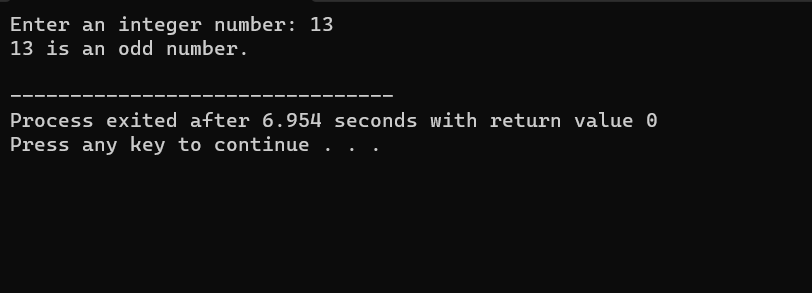 Enter an integer number: 13
13 is an odd number.
--------------------------------
Process exited after 6.954 seconds with return value 0
Press any key to continue . . .